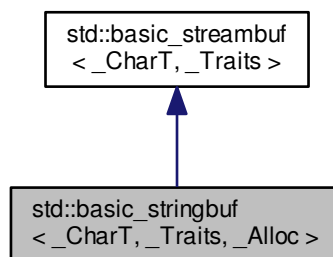 std::basic_streambuf
< _CharT, _Traits >
std::basic_stringbuf
< _CharT, _Traits, _Alloc >